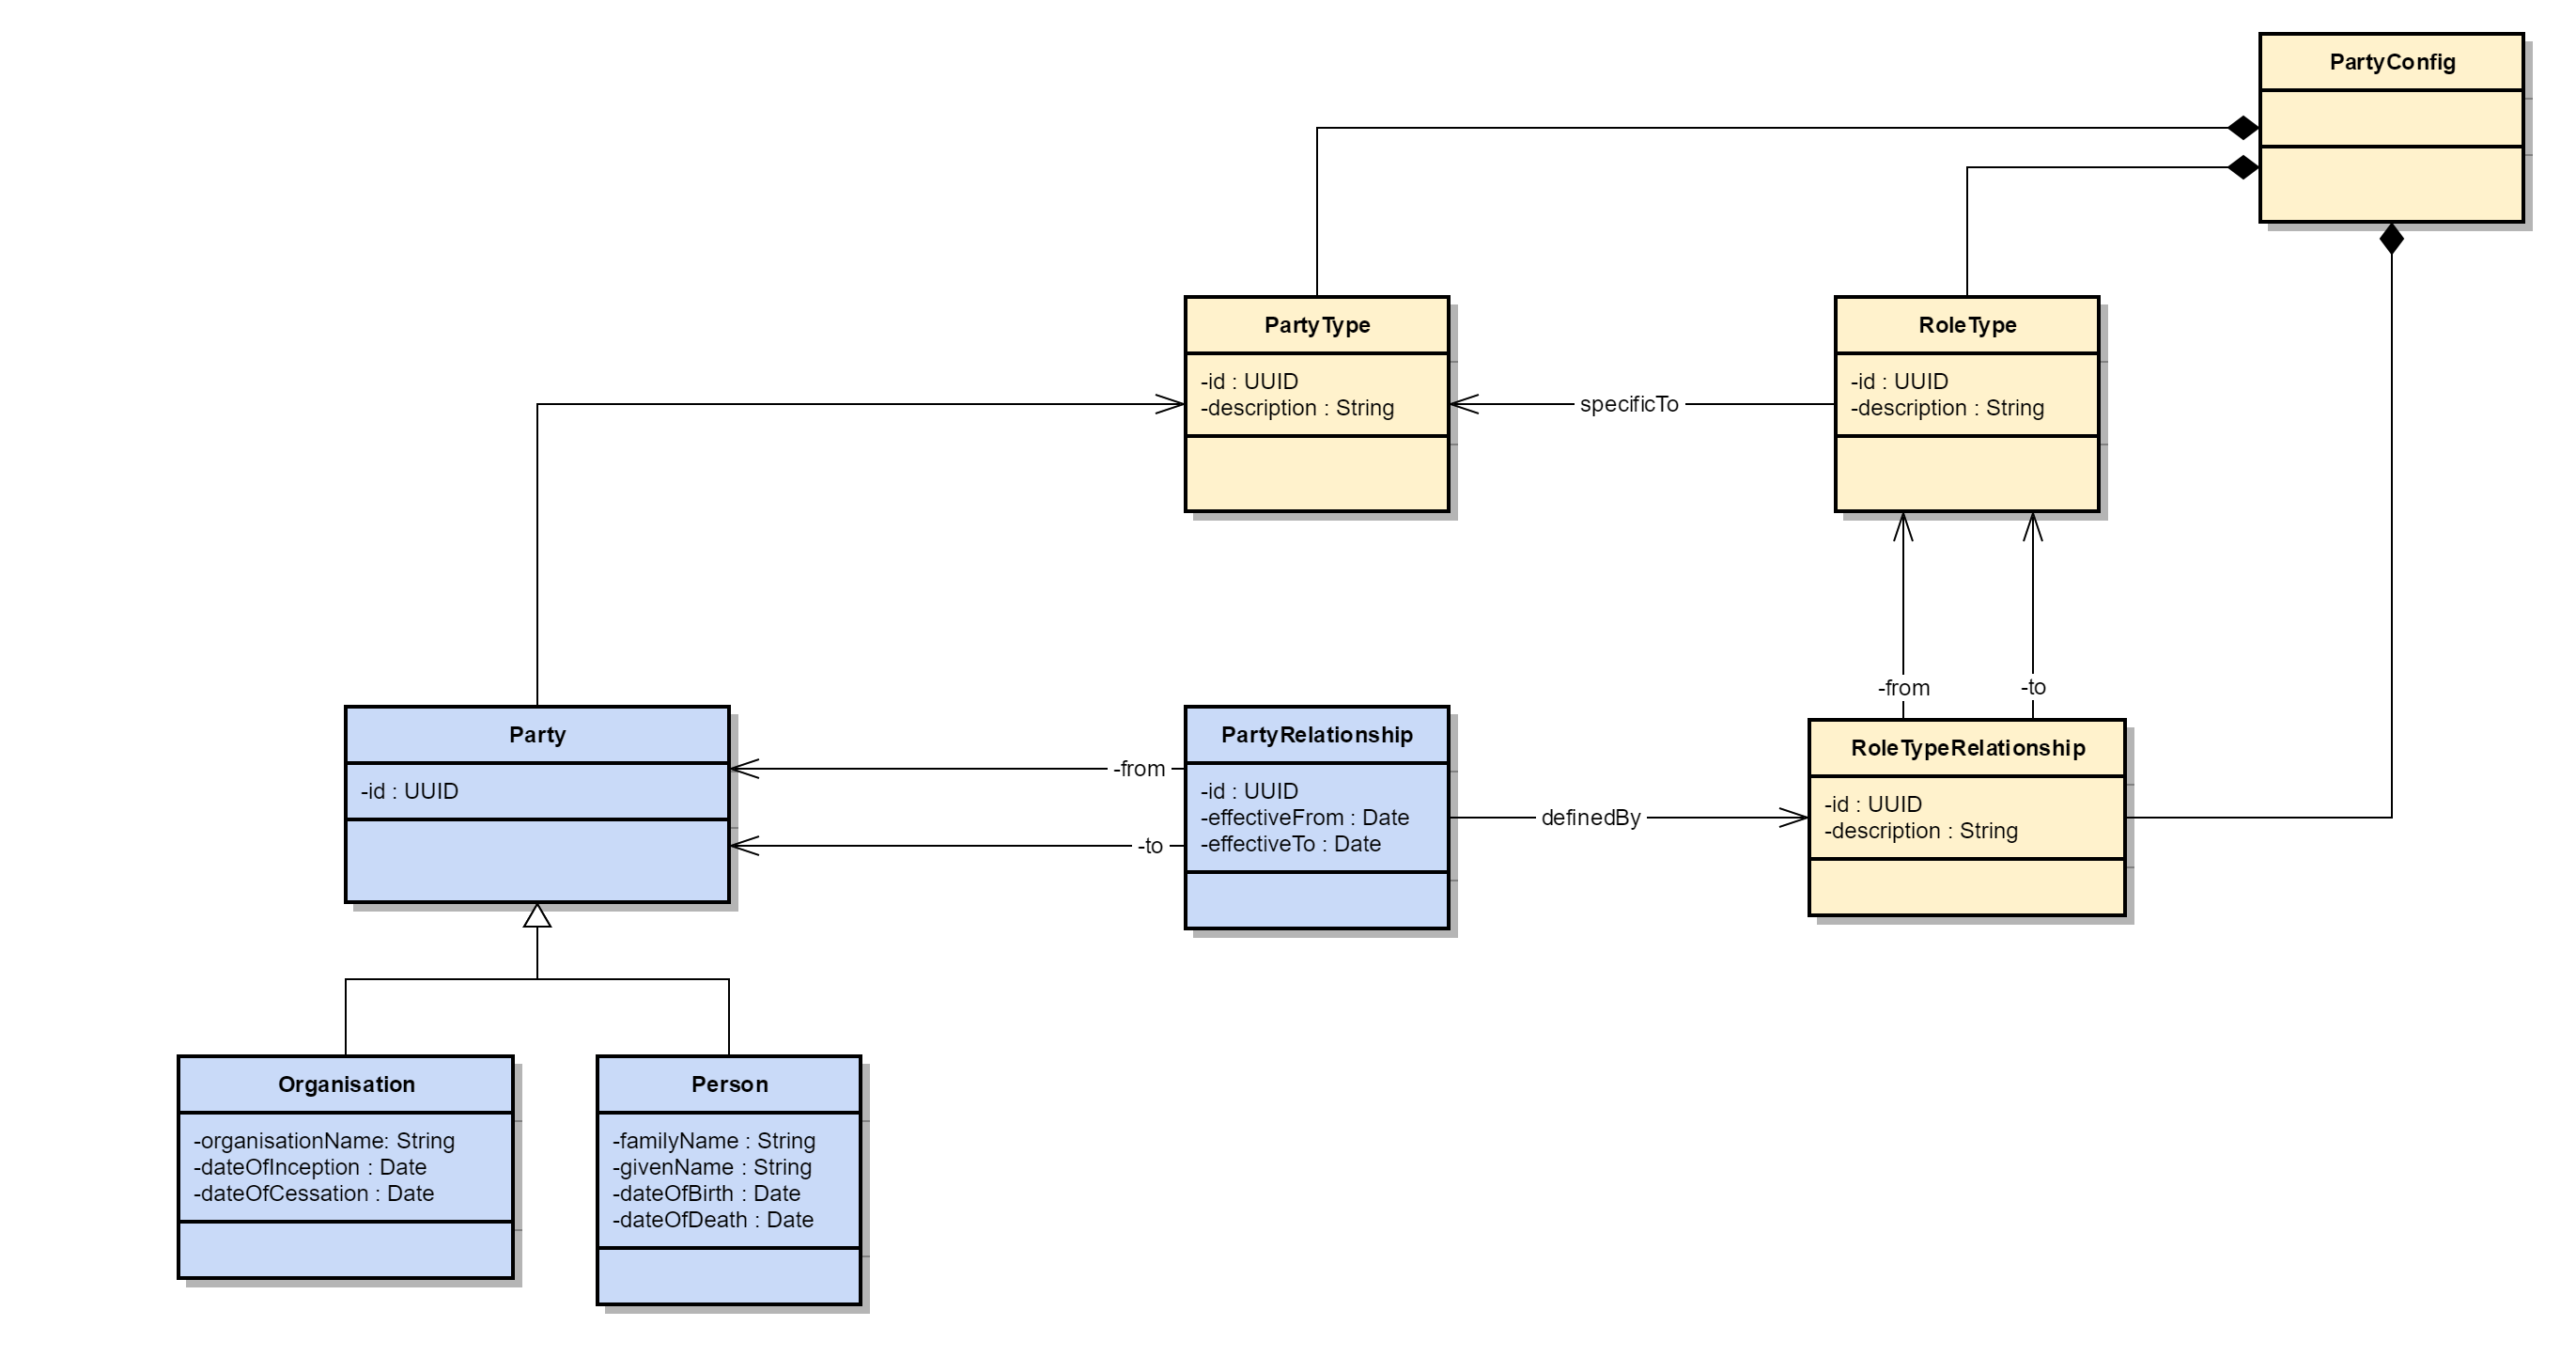 PartyConfig
PartyType
-id : UUID
-description : String
specificTo
RoleType
-id : UUID
-description : String
-from
-to
Party
-id : UUID
-from
-to
PartyRelationship
-id : UUID
-effectiveFrom : Date
-effectiveTo : Date
definedBy
RoleTypeRelationship
-id : UUID
-description : String
Organisation
-organisationName: String
-dateOfInception : Date
-dateOfCessation : Date
Person
-familyName : String
-givenName : String
-dateOfBirth : Date
-dateOfDeath : Date